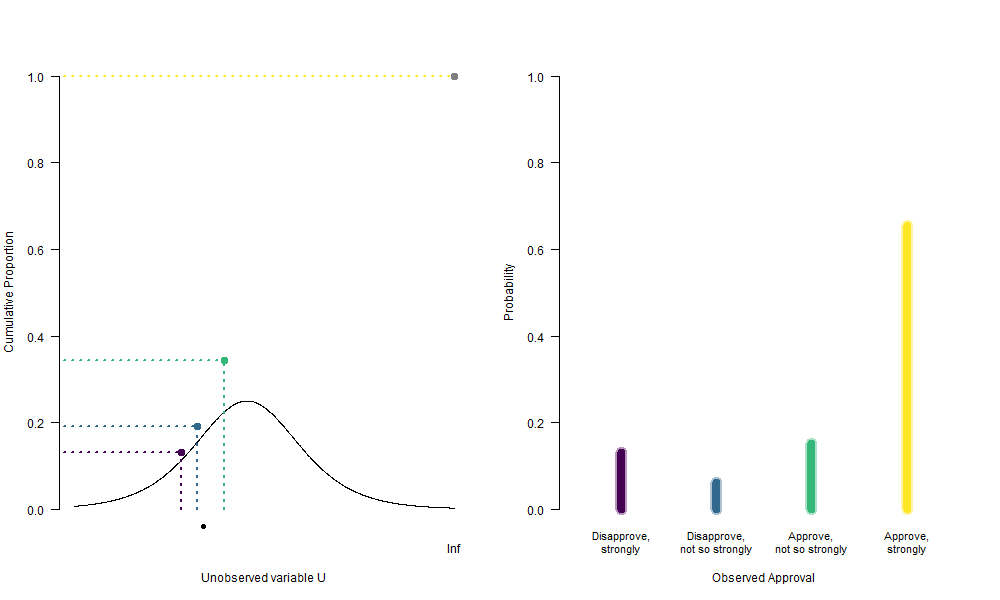 1.0
0.8
0.6
0.4
0.2
0.0
Cumulative Proportion
Inf
Unobserved variable U
1.0
0.8
0.6
0.4
0.2
0.0
Probability
Disapprove,
strongly
Disapprove,
not so strongly
Approve,
not so strongly
Approve,
strongly
Observed Approval